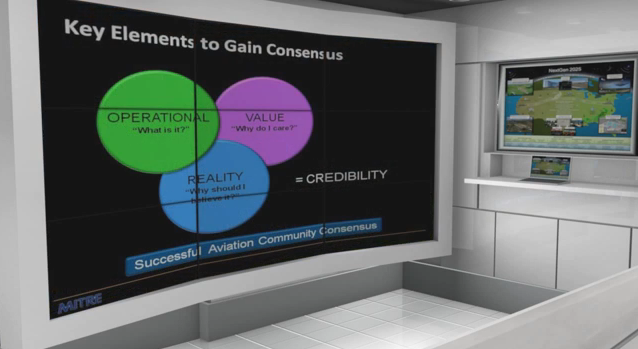 Key Elements to Gain Consensus
OPERATIONAL
"What is it?"
VALUE
"Why do I care?"
REALITY
"Why should I
believe it?"
= CREDIBILITY
Successful Aviation Community Consensus
MITRE
NextGen 2025